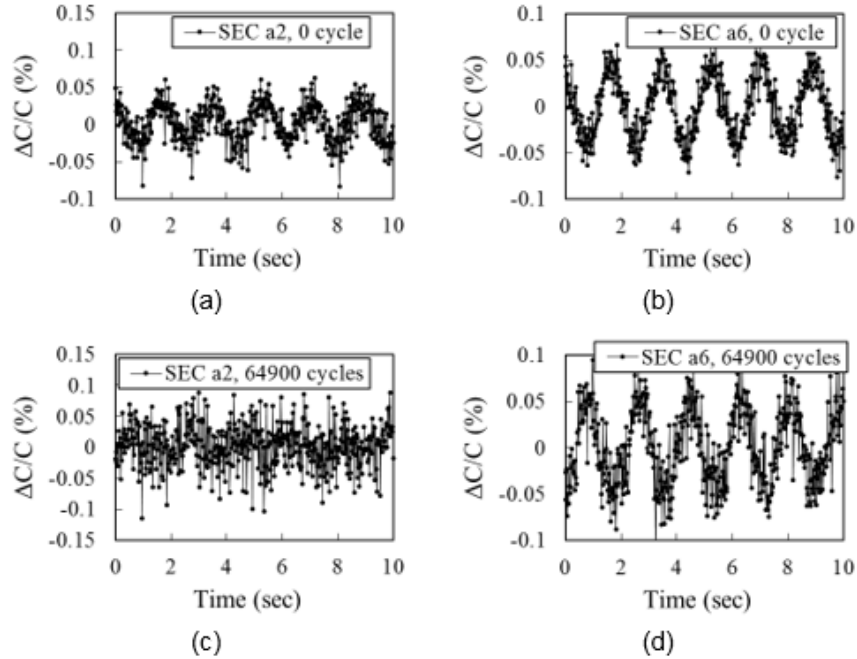 SEC a2, 0 cycle
0.15
0.1
0.05
0
-0.05
-0.1
ΔC/C (%)
0 2 4 6 8 10
Time (sec)
(a)
SEC a6, 0 cycle
0.1
0.05
0
-0.05
-0.1
ΔC/C (%)
0 2 4 6 8 10
Time (sec)
(b)
SEC a2, 64900 cycles
0.15
0.1
0.05
0
-0.05
-0.1
-0.15
ΔC/C (%)
0 2 4 6 8 10
Time (sec)
(c)
SEC a6, 64900 cycles
0.1
0.05
0
-0.05
-0.1
ΔC/C (%)
0 2 4 6 8 10
Time (sec)
(d)